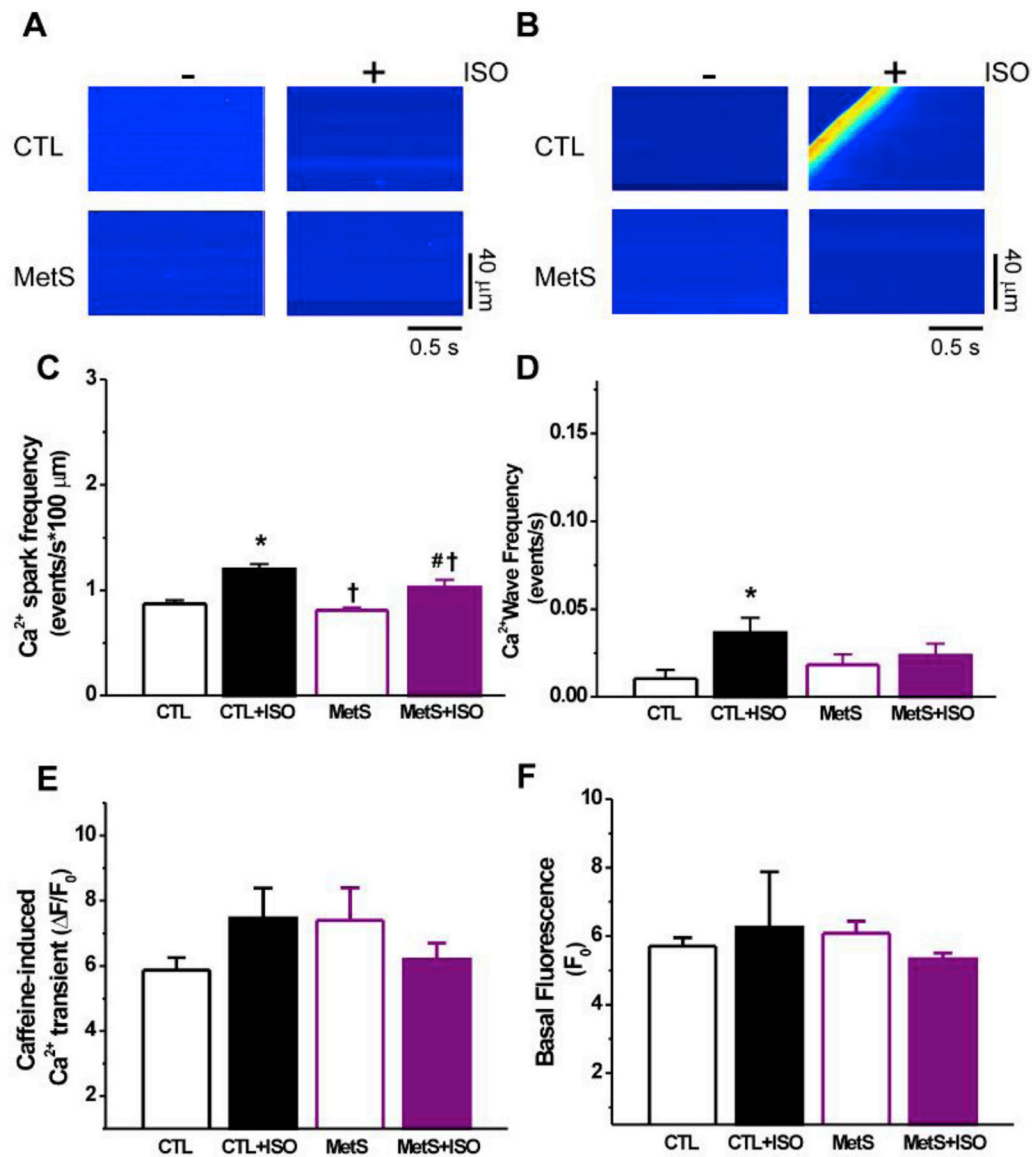 A
B
- + ISO
- + ISO
CTL
CTL
MetS
MetS
40 μm
40 μm
0.5 s
0.5 s
C
D
Ca²⁺ spark frequency
(events/s*100 μm)
3
2
1
0
*
†
#†
CTL CTL+ISO MetS MetS+ISO
Ca²⁺Wave Frequency
(events/s)
0.15
0.10
0.05
0.00
*
CTL CTL+ISO MetS MetS+ISO
E
F
Caffeine-induced
Ca²⁺ transient (ΔF/F₀)
10
8
6
4
2
CTL CTL+ISO MetS MetS+ISO
Basal Fluorescence
(F₀)
10
8
6
4
2
CTL CTL+ISO MetS MetS+ISO